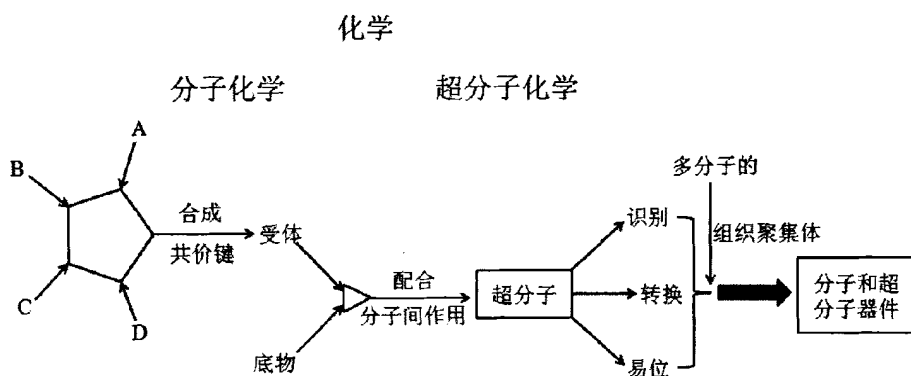 化学
分子化学
超分子化学
A
B
C
D
合成
共价键
受体
底物
配合
分子间作用
超分子
识别
转换
易位
多分子的
组织聚集体
分子和超
分子器件